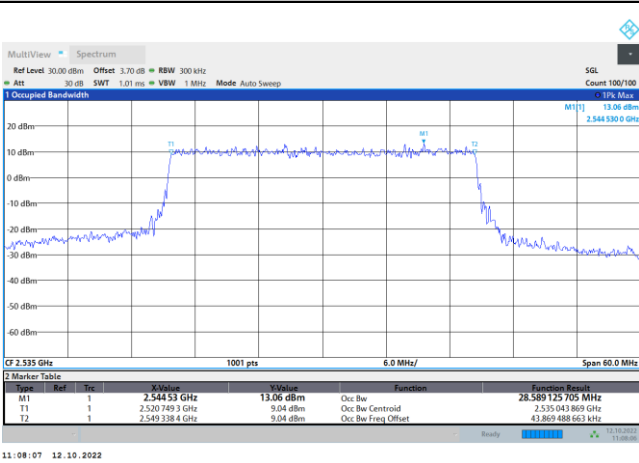 MultiView Spectrum
Ref Level 30.00 dBm Offset 3.70 dB RBW 300 kHz SGL
Att 30 dB SWT 1.01 ms VBW 1 MHz Mode Auto Sweep Count 100/100
1 Occupied Bandwidth 1Pk Max
M1[1] 13.06 dBm
2.544 530 0 GHz
20 dBm
M1
T1 T2
10 dBm
0 dBm
-10 dBm
-20 dBm
-30 dBm
-40 dBm
-50 dBm
-60 dBm
CF 2.535 GHz 1001 pts 6.0 MHz/ Span 60.0 MHz
2 Marker Table
Type Ref Trc X-Value Y-Value Function Function Result
M1 1 2.544 53 GHz 13.06 dBm Occ Bw 28.589 125 705 MHz
T1 1 2.520 749 3 GHz 9.04 dBm Occ Bw Centroid 2.535 043 869 GHz
T2 1 2.549 338 4 GHz 9.04 dBm Occ Bw Freq Offset 43.869 488 663 kHz
Ready 12.10.2022
11:08:06
11:08:07 12.10.2022